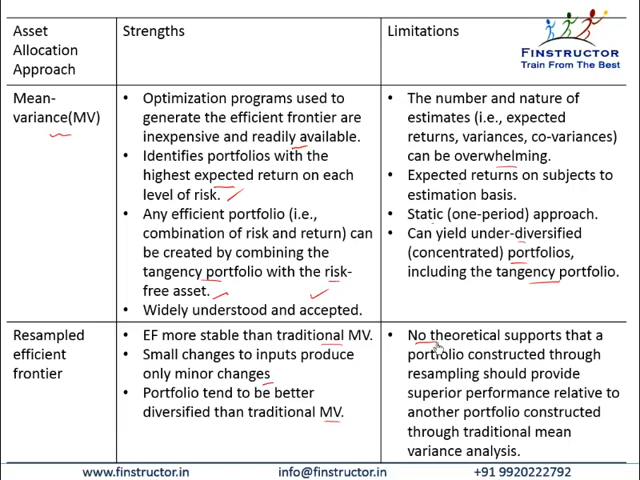 Asset
Allocation
Approach
Strengths
Limitations
Finstructor
Train From The Best
Mean-
variance(MV)
• Optimization programs used to
generate the efficient frontier are
inexpensive and readily available.
• Identifies portfolios with the
highest expected return on each
level of risk.
• Any efficient portfolio (i.e.,
combination of risk and return) can
be created by combining the
tangency portfolio with the risk-
free asset.
• Widely understood and accepted.
• The number and nature of
estimates (i.e., expected
returns, variances, co-variances)
can be overwhelming.
• Expected returns on subjects to
estimation basis.
• Static (one-period) approach.
• Can yield under-diversified
(concentrated) portfolios,
including the tangency portfolio.
Resampled
efficient
frontier
• EF more stable than traditional MV.
• Small changes to inputs produce
only minor changes
• Portfolio tend to be better
diversified than traditional MV.
• No theoretical supports that a
portfolio constructed through
resampling should provide
superior performance relative to
another portfolio constructed
through traditional mean
variance analysis.
www.finstructor.in info@finstructor.in +91 9920222792